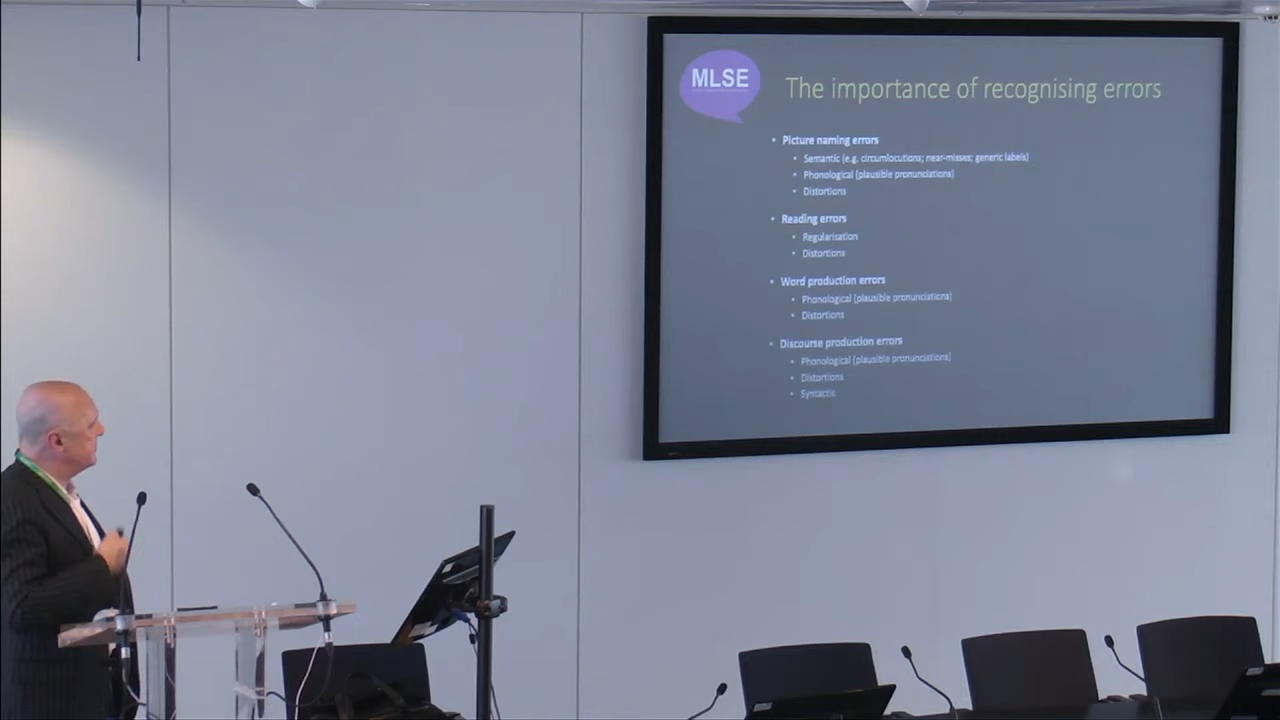 MLSE
The importance of recognising errors
• Picture naming errors
• Semantic (e.g. circumlocutions; near-misses; generic labels)
• Phonological (plausible pronunciations)
• Distortions
• Reading errors
• Regularisation
• Distortions
• Word production errors
• Phonological (plausible pronunciations)
• Distortions
• Discourse production errors
• Phonological (plausible pronunciations)
• Distortions
• Syntactic